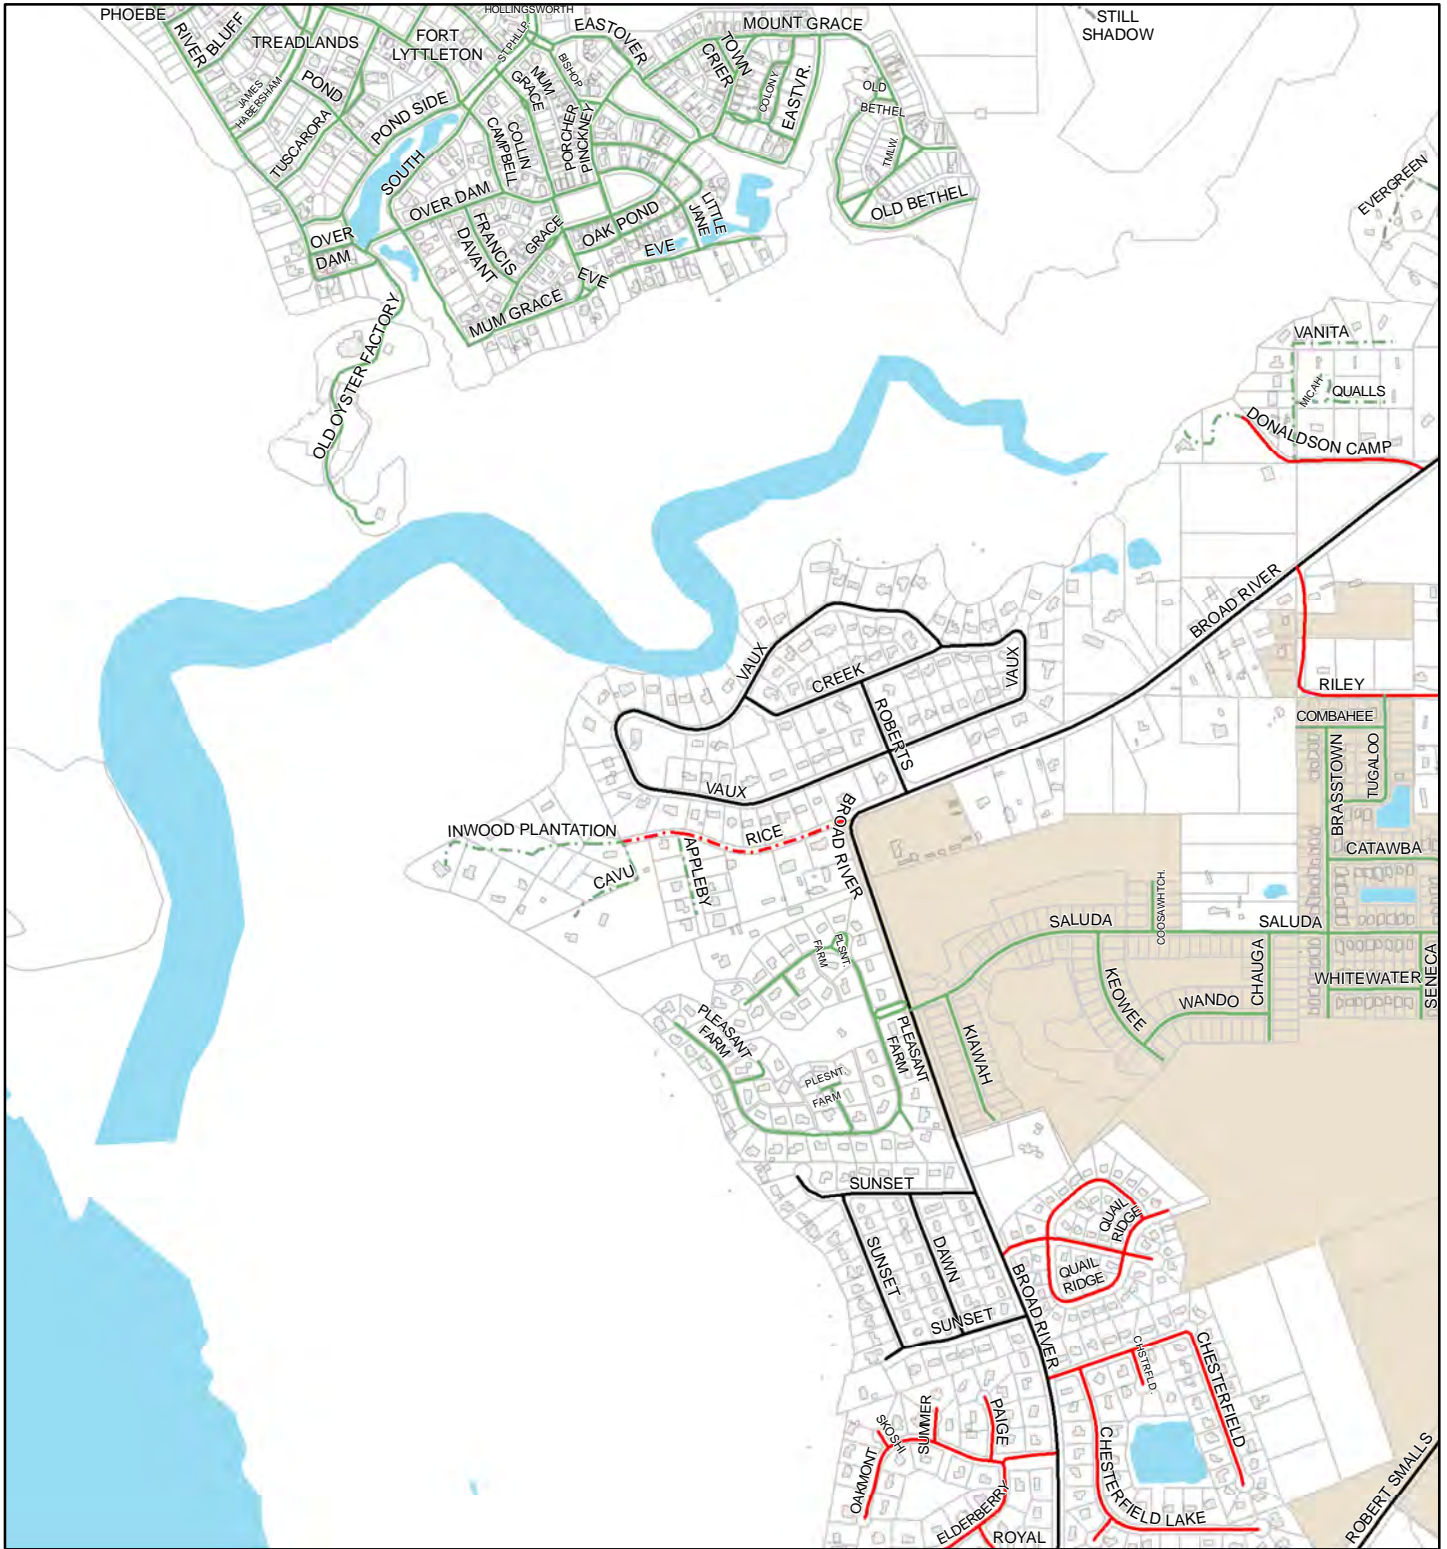 PHOEBE
RIVER
BLUFF
TREADLANDS
FORT
LYTTLETON
HOLLINGSWORTH
ST.PHLLP.
EASTOVER
MOUNT GRACE
STILL
SHADOW
JAMES
HABERSHAM
POND
TUSCARORA
POND SIDE
SOUTH
MUM
GRACE
BISHOP
TOWN
CRIER
COLONY
EASTVR.
OLD
BETHEL
TMLW.
OLD BETHEL
COLLIN
CAMPBELL
PORCHER
PINCKNEY
OVER DAM
FRANCIS
DAVANT
GRACE
OAK POND
LITTLE
JANE
EVE
EVE
MUM GRACE
OVER
DAM
OLD OYSTER FACTORY
EVERGREEN
VANITA
MICAH
QUALLS
DONALDSON CAMP
BROAD RIVER
VAUX
CREEK
VAUX
ROBERTS
VAUX
RILEY
COMBAHEE
BRASSTOWN
TUGALOO
CATAWBA
INWOOD PLANTATION
RICE
BROAD RIVER
CAVU
APPLEBY
COOSAWHTCH.
SALUDA
SALUDA
CHAUGA
WHITEWATER
SENECA
KEOWEE
WANDO
KIAWAH
PLSNT.
FARM
PLEASANT
FARM
PLEASANT
FARM
PLESNT.
FARM
SUNSET
SUNSET
DAWN
SUNSET
BROAD RIVER
QUAIL
RIDGE
QUAIL
RIDGE
CHSTRFLD.
CHESTERFIELD
CHESTERFIELD LAKE
SKOSHI
SUMMER
PAIGE
OAKMONT
ELDERBERRY
ROYAL
ROBERT SMALLS